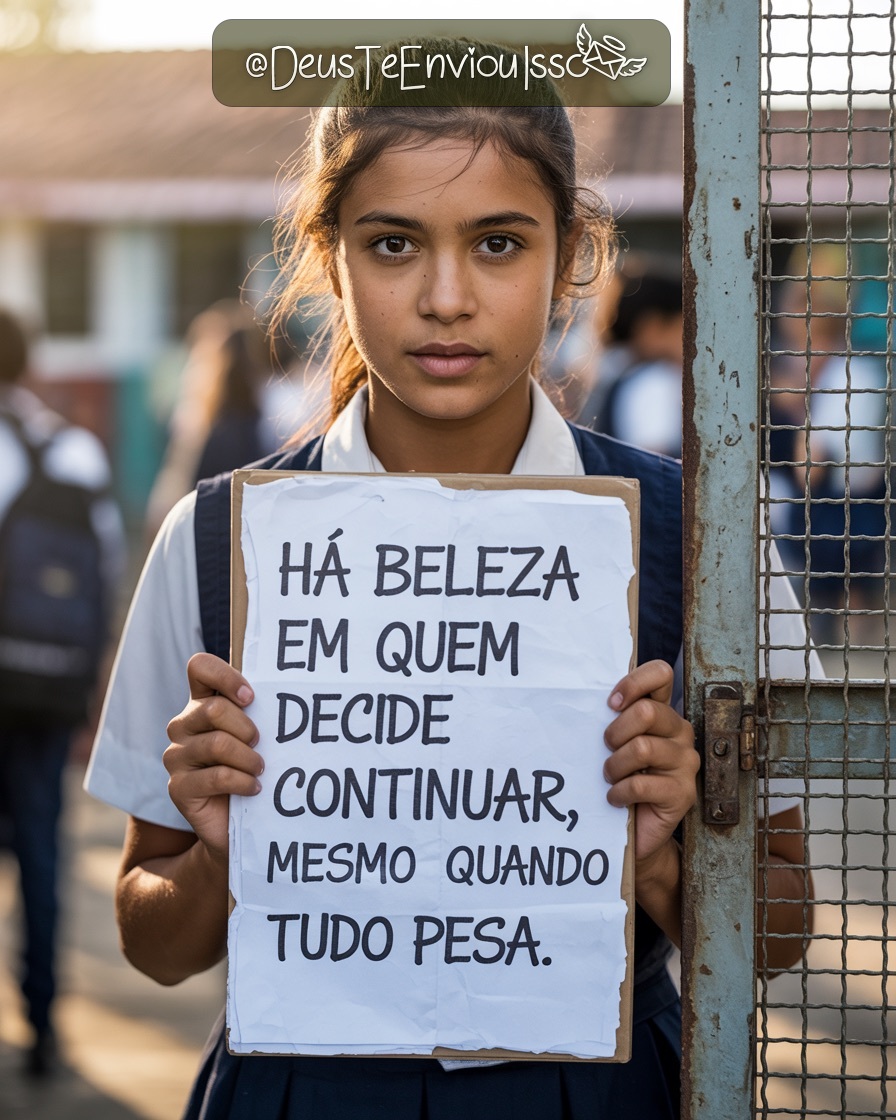 @DeusTeEnviouIsso
HÁ BELEZA
EM QUEM
DECIDE
CONTINUAR,
MESMO QUANDO
TUDO PESA.